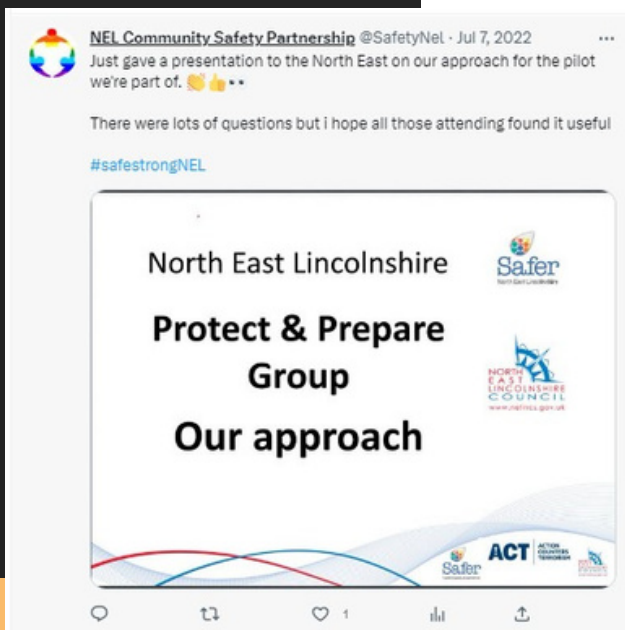 NEL Community Safety Partnership @SafetyNel · Jul 7, 2022
Just gave a presentation to the North East on our approach for the pilot
we're part of.
There were lots of questions but i hope all those attending found it useful
#safestrongNEL
North East Lincolnshire
Protect & Prepare
Group
Our approach
Safer
North East Lincolnshire
NORTH
EAST
LINCOLNSHIRE
COUNCIL
www.nelincs.gov.uk
Safer
ACT
ACTION
COUNTERS
TERRORISM
1